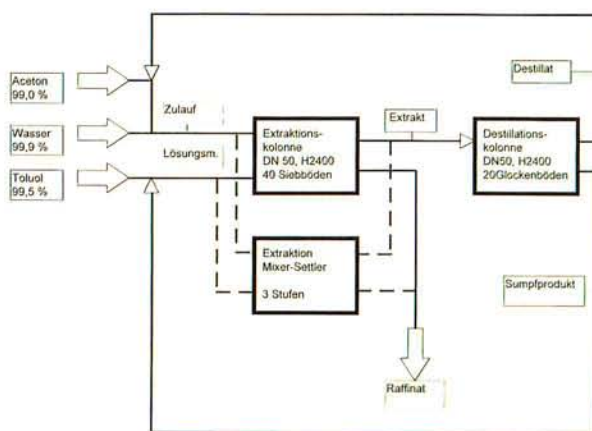 Aceton
99,0 %
Destillat
Zulauf
Extrakt
Wasser
99,9 %
Extraktions-
kolonne
DN 50, H2400
40 Siebböden
Destillations-
kolonne
DN50, H2400
20Glockenböden
Lösungsm.
Toluol
99,5 %
Extraktion
Mixer-Settler
3 Stufen
Sumpfprodukt
Raffinat